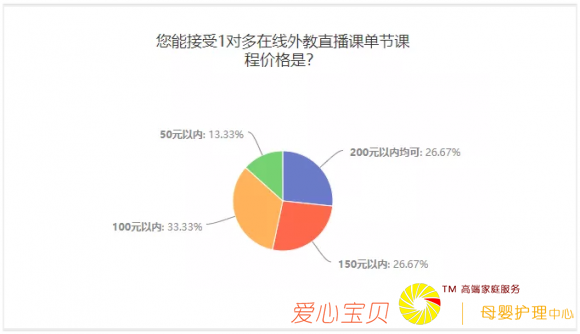 您能接受1对多在线外教直播课单节课
程价格是？
50元以内: 13.33%
200元以内均可: 26.67%
100元以内: 33.33%
150元以内: 26.67%
TM 高端家庭服务
爱心宝贝
母婴护理中心